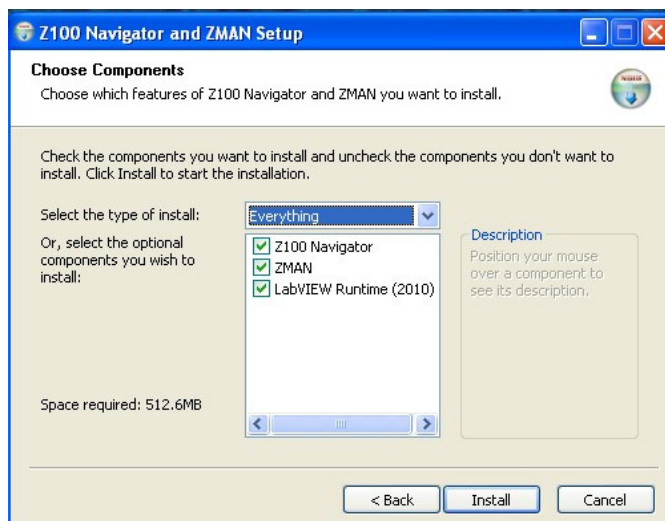 Z100 Navigator and ZMAN Setup
Choose Components
Choose which features of Z100 Navigator and ZMAN you want to install.
Check the components you want to install and uncheck the components you don't want to
install. Click Install to start the installation.
Select the type of install:
Everything
Or, select the optional
components you wish to
install:
Z100 Navigator
ZMAN
LabVIEW Runtime (2010)
Description
Position your mouse
over a component to
see its description.
Space required: 512.6MB
< Back
Install
Cancel